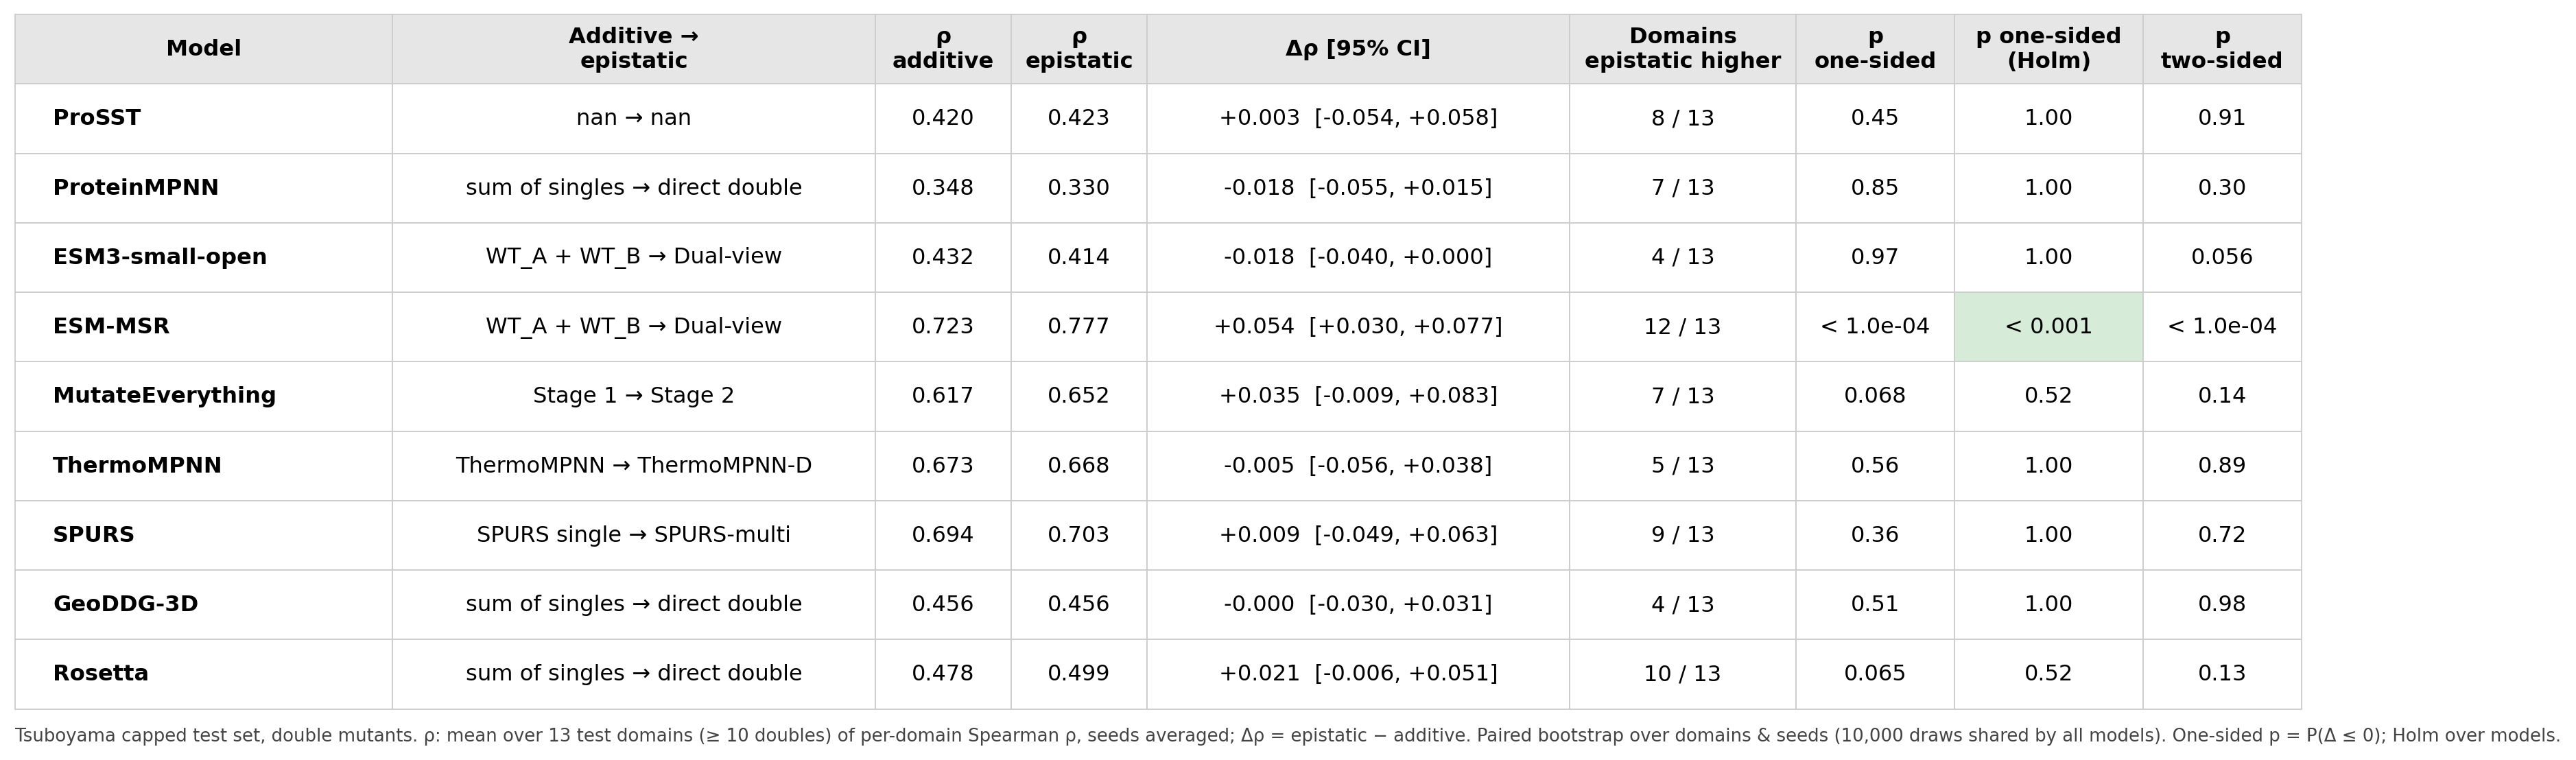 Model Additive → epistatic ρ additive ρ epistatic Δρ [95% CI] Domains epistatic higher p one-sided p one-sided (Holm) p two-sided
ProSST nan → nan 0.420 0.423 +0.003 [-0.054, +0.058] 8 / 13 0.45 1.00 0.91
ProteinMPNN sum of singles → direct double 0.348 0.330 -0.018 [-0.055, +0.015] 7 / 13 0.85 1.00 0.30
ESM3-small-open WT_A + WT_B → Dual-view 0.432 0.414 -0.018 [-0.040, +0.000] 4 / 13 0.97 1.00 0.056
ESM-MSR WT_A + WT_B → Dual-view 0.723 0.777 +0.054 [+0.030, +0.077] 12 / 13 < 1.0e-04 < 0.001 < 1.0e-04
MutateEverything Stage 1 → Stage 2 0.617 0.652 +0.035 [-0.009, +0.083] 7 / 13 0.068 0.52 0.14
ThermoMPNN ThermoMPNN → ThermoMPNN-D 0.673 0.668 -0.005 [-0.056, +0.038] 5 / 13 0.56 1.00 0.89
SPURS SPURS single → SPURS-multi 0.694 0.703 +0.009 [-0.049, +0.063] 9 / 13 0.36 1.00 0.72
GeoDDG-3D sum of singles → direct double 0.456 0.456 -0.000 [-0.030, +0.031] 4 / 13 0.51 1.00 0.98
Rosetta sum of singles → direct double 0.478 0.499 +0.021 [-0.006, +0.051] 10 / 13 0.065 0.52 0.13
Tsuboyama capped test set, double mutants. ρ: mean over 13 test domains (≥ 10 doubles) of per-domain Spearman ρ, seeds averaged; Δρ = epistatic − additive. Paired bootstrap over domains & seeds (10,000 draws shared by all models). One-sided p = P(Δ ≤ 0); Holm over models.